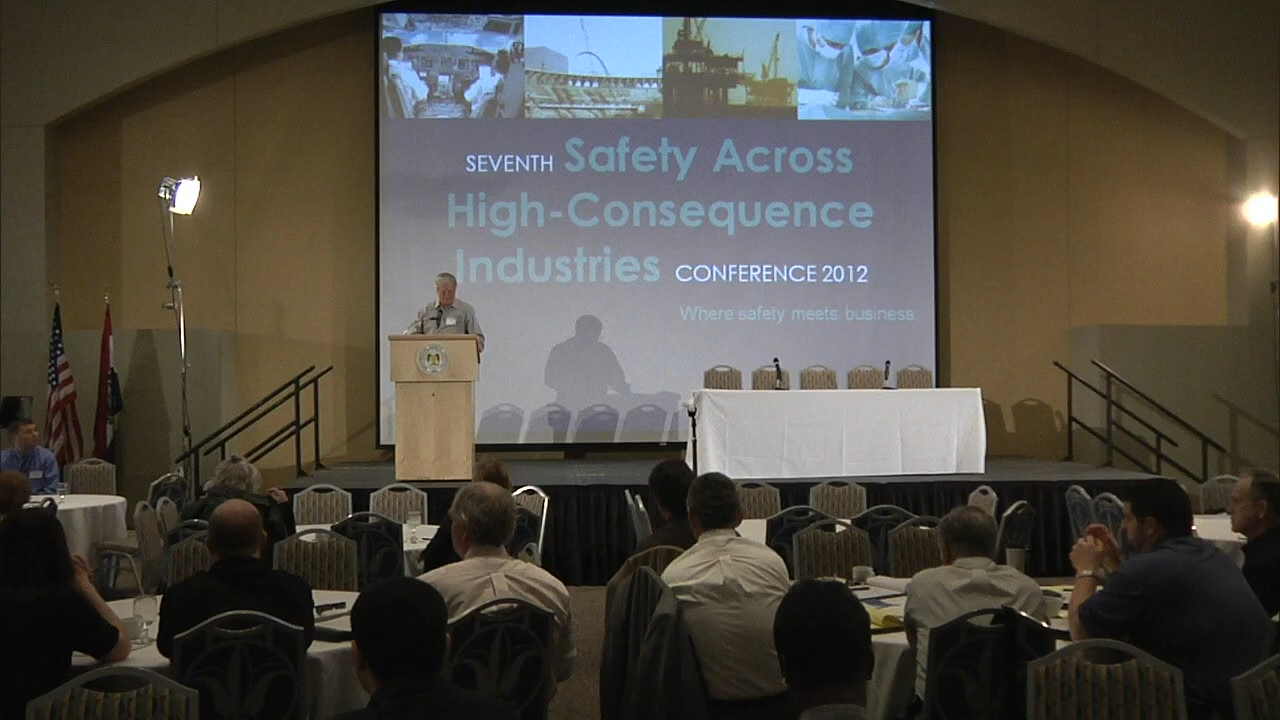 SEVENTH Safety Across
High-Consequence
Industries CONFERENCE 2012
Where safety meets business